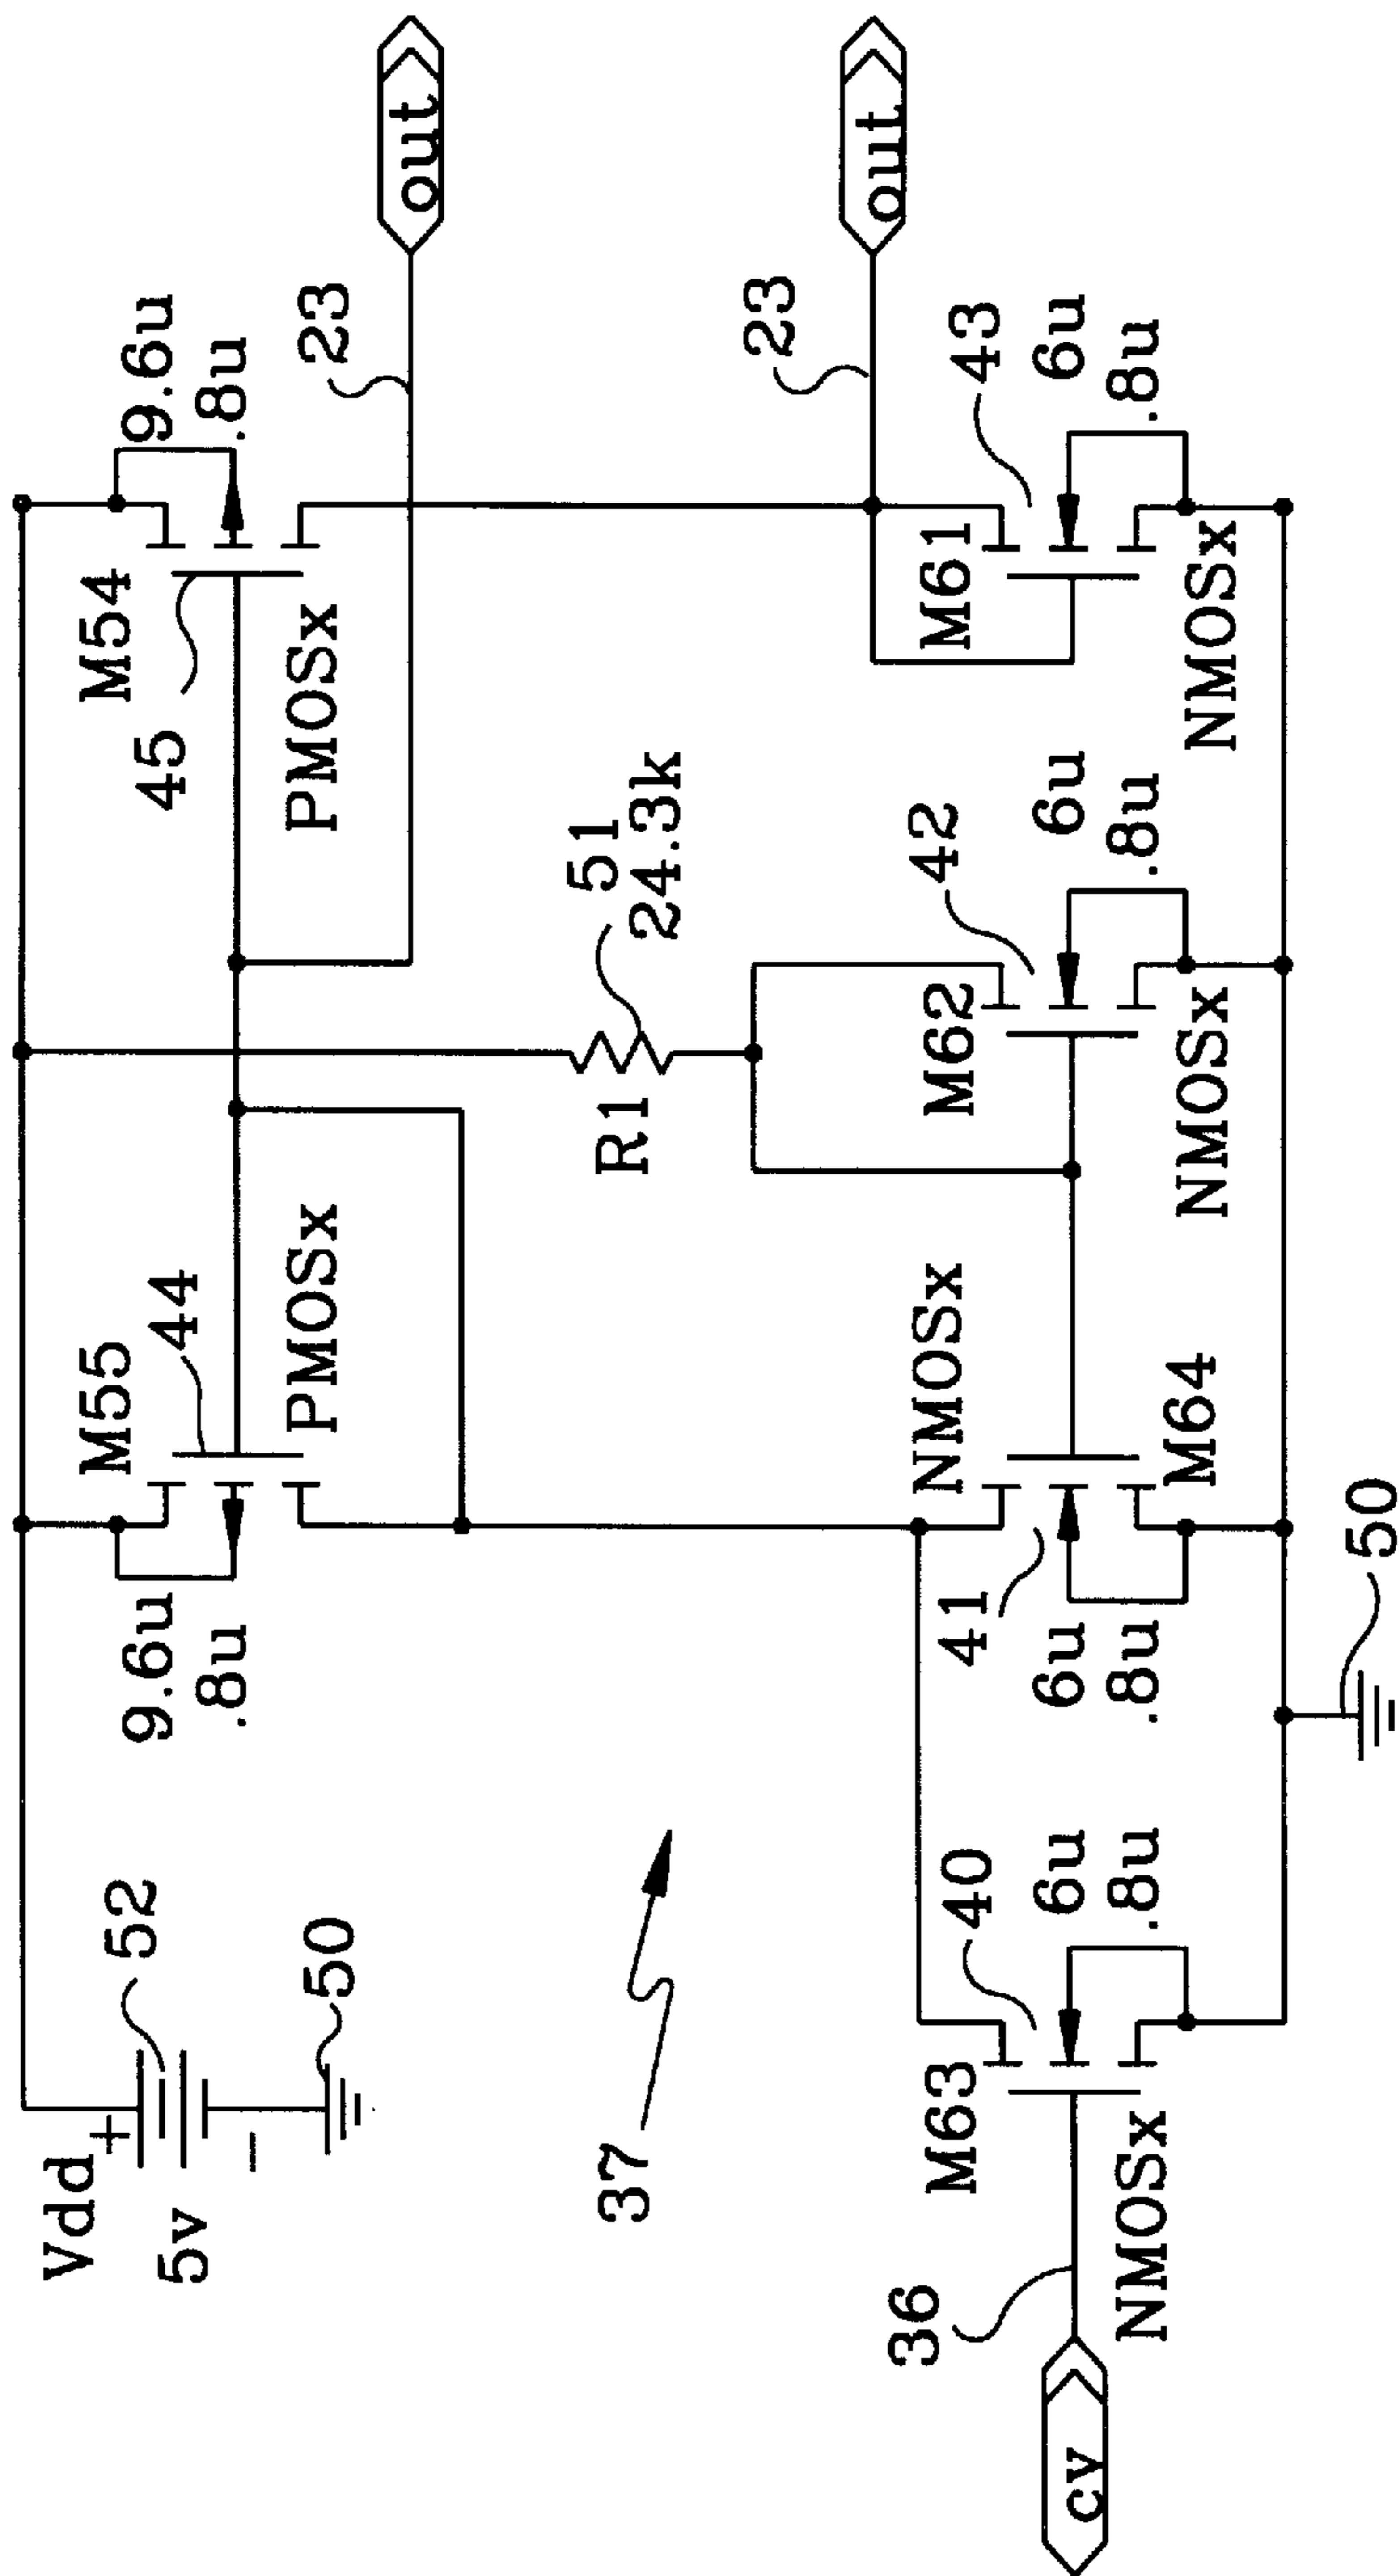 Vdd
+
5v
-
52
50
M55
44
9.6u
.8u
PMOSx
M54
45
9.6u
.8u
PMOSx
23
out
51
24.3k
R1
23
out
37
36
cv
M63
40
6u
.8u
NMOSx
NMOSx
41
6u
.8u
M64
M62
42
6u
.8u
NMOSx
M61
43
6u
.8u
NMOSx
50